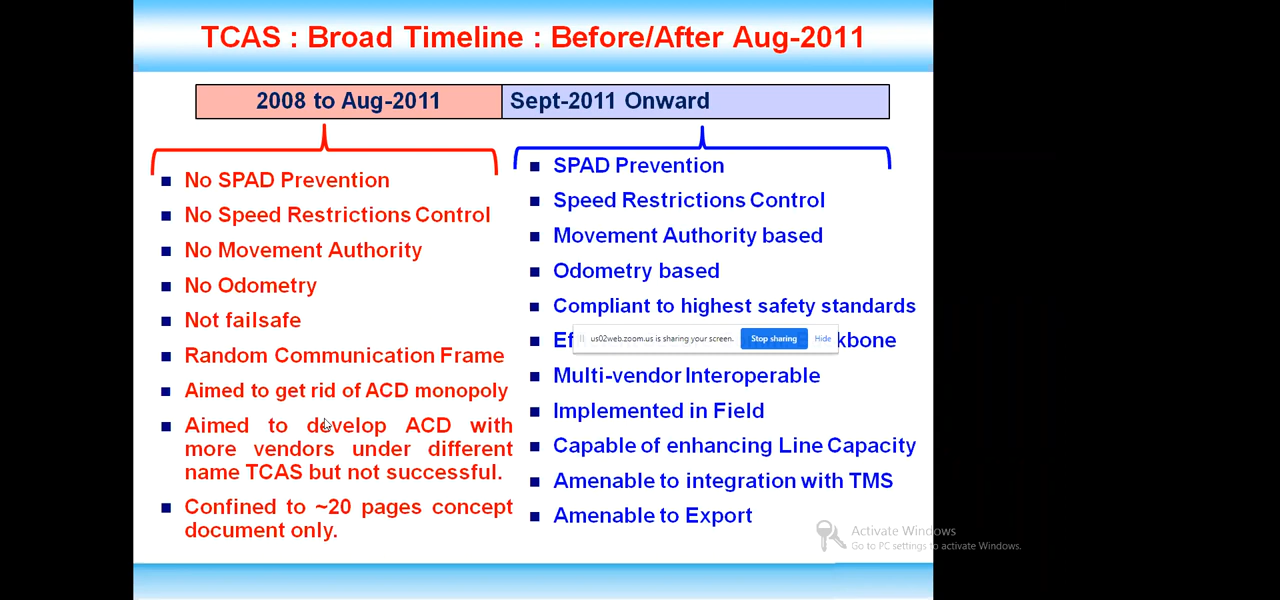 TCAS : Broad Timeline : Before/After Aug-2011
2008 to Aug-2011
Sept-2011 Onward
No SPAD Prevention
No Speed Restrictions Control
No Movement Authority
No Odometry
Not failsafe
Random Communication Frame
Aimed to get rid of ACD monopoly
Aimed to develop ACD with
more vendors under different
name TCAS but not successful.
Confined to ~20 pages concept
document only.
SPAD Prevention
Speed Restrictions Control
Movement Authority based
Odometry based
Compliant to highest safety standards
us02web.zoom.us is sharing your screen.
Stop sharing
Hide
Multi-vendor Interoperable
Implemented in Field
Capable of enhancing Line Capacity
Amenable to integration with TMS
Amenable to Export
Activate Windows
Go to PC settings to activate Windows.